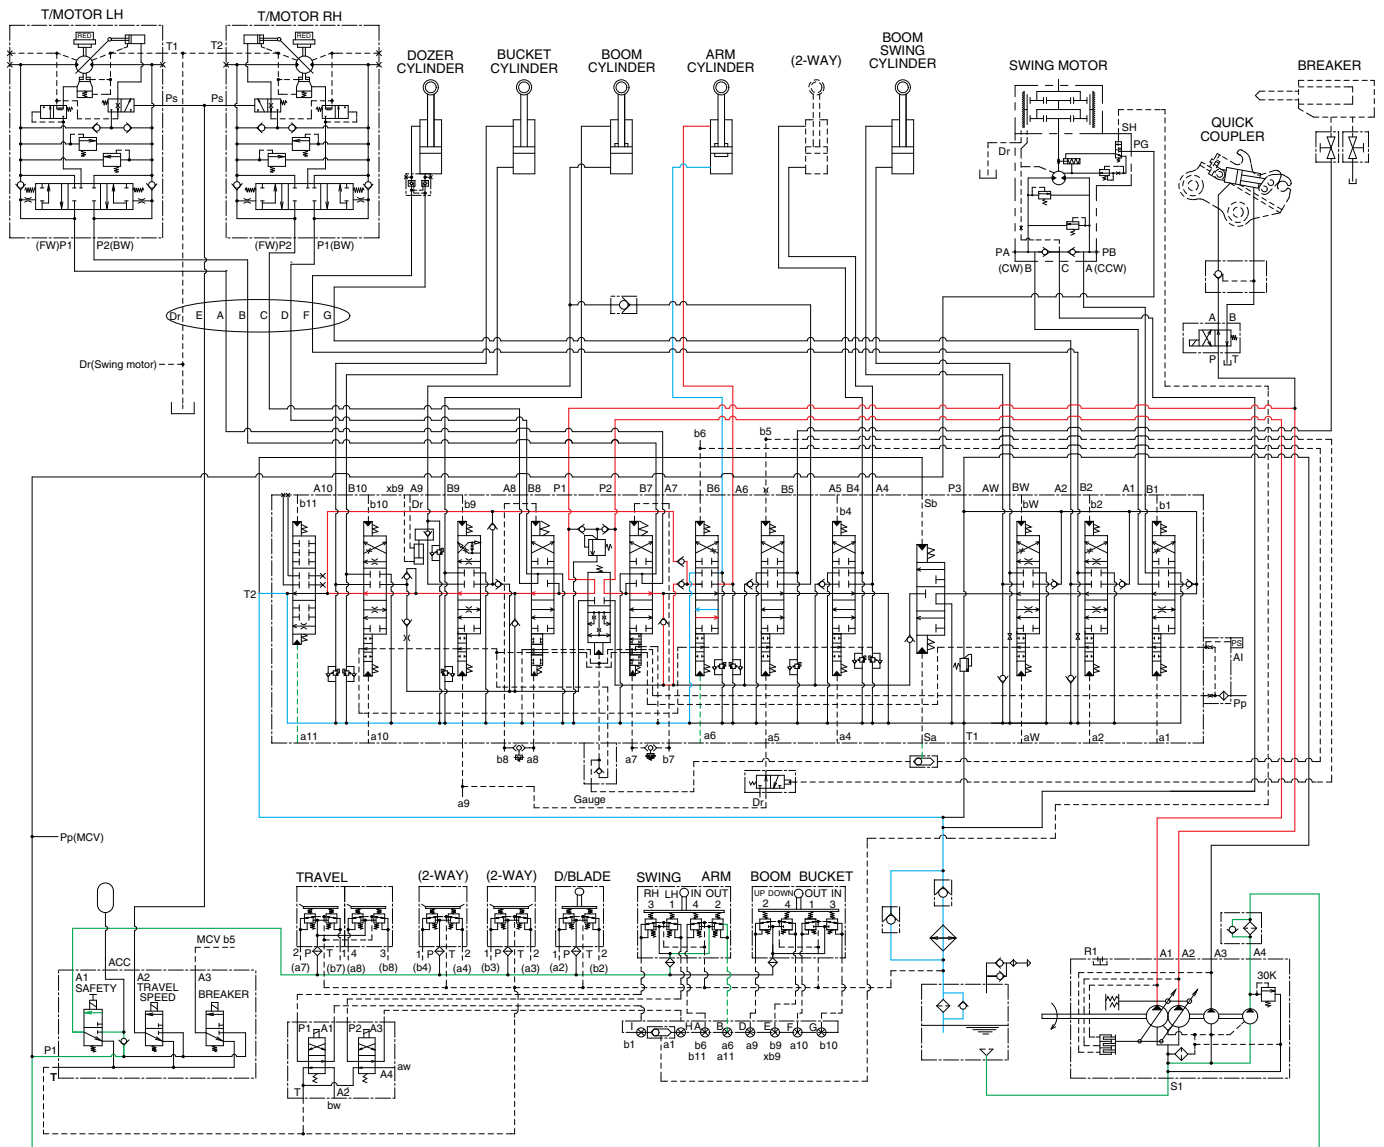 T/MOTOR LH
T/MOTOR RH
RED
RED
T1
T2
Ps
Ps
(FW)P1
P2(BW)
(FW)P2
P1(BW)
DOZER
CYLINDER
BUCKET
CYLINDER
BOOM
CYLINDER
ARM
CYLINDER
(2-WAY)
BOOM
SWING
CYLINDER
SWING MOTOR
SH
PG
Dr
PA
PB
(CW) B
C
A (CCW)
QUICK
COUPLER
BREAKER
A
B
P
T
Dr
E
A
B
C
D
F
G
Dr(Swing motor)
b6
b5
xb9
A10
B10
A9
B9
A8
B8
P1
P2
B7
A7
B6
A6
B5
A5
B4
A4
P3
AW
BW
A2
B2
A1
B1
b11
b10
Dr
b9
b4
Sb
bW
b2
b1
T2
PS
AI
Pp
a11
a10
b8
a8
a7
b7
a6
a5
a4
Sa
T1
aW
a2
a1
a9
Gauge
Dr
Pp(MCV)
TRAVEL
(2-WAY)
(2-WAY)
D/BLADE
SWING
ARM
BOOM
BUCKET
RH
LH
IN
OUT
UP
DOWN
OUT
IN
3
1
4
2
2
4
1
3
2
P
T
4
3
1
P
T
2
1
P
T
2
1
P
T
2
(a7)
(b7)
(a8)
(b8)
(b4)
(a4)
(b3)
(a3)
(a2)
(b2)
MCV b5
ACC
A1
SAFETY
A2
TRAVEL
SPEED
A3
BREAKER
P1
T
P1
A1
P2
A3
A4
aw
T
A2
bw
I
H
A
B
D
E
F
G
b1
a1
b6
a6
a9
b9
a10
b10
b11
a11
xb9
R1
A1
A2
A3
A4
30K
S1